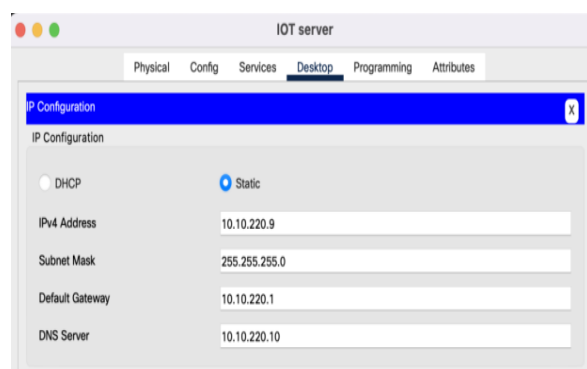 IOT server
Physical Config Services Desktop Programming Attributes
IP Configuration X
IP Configuration
DHCP Static
IPv4 Address 10.10.220.9
Subnet Mask 255.255.255.0
Default Gateway 10.10.220.1
DNS Server 10.10.220.10